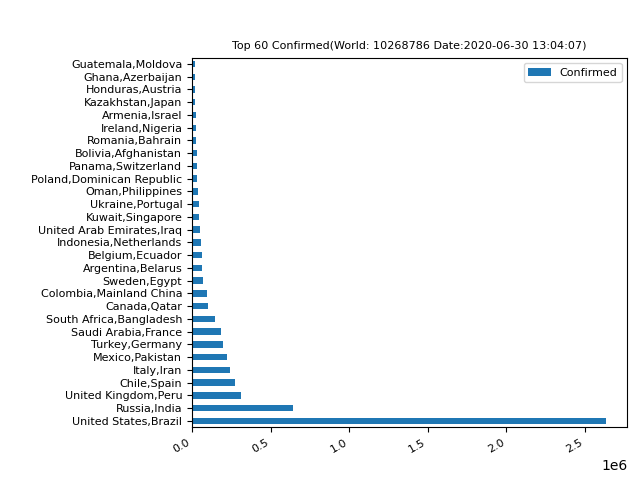 Top 60 Confirmed(World: 10268786 Date:2020-06-30 13:04:07)
Confirmed
Guatemala,Moldova
Ghana,Azerbaijan
Honduras,Austria
Kazakhstan,Japan
Armenia,Israel
Ireland,Nigeria
Romania,Bahrain
Bolivia,Afghanistan
Panama,Switzerland
Poland,Dominican Republic
Oman,Philippines
Ukraine,Portugal
Kuwait,Singapore
United Arab Emirates,Iraq
Indonesia,Netherlands
Belgium,Ecuador
Argentina,Belarus
Sweden,Egypt
Colombia,Mainland China
Canada,Qatar
South Africa,Bangladesh
Saudi Arabia,France
Turkey,Germany
Mexico,Pakistan
Italy,Iran
Chile,Spain
United Kingdom,Peru
Russia,India
United States,Brazil
0.0 0.5 1.0 1.5 2.0 2.5
1e6